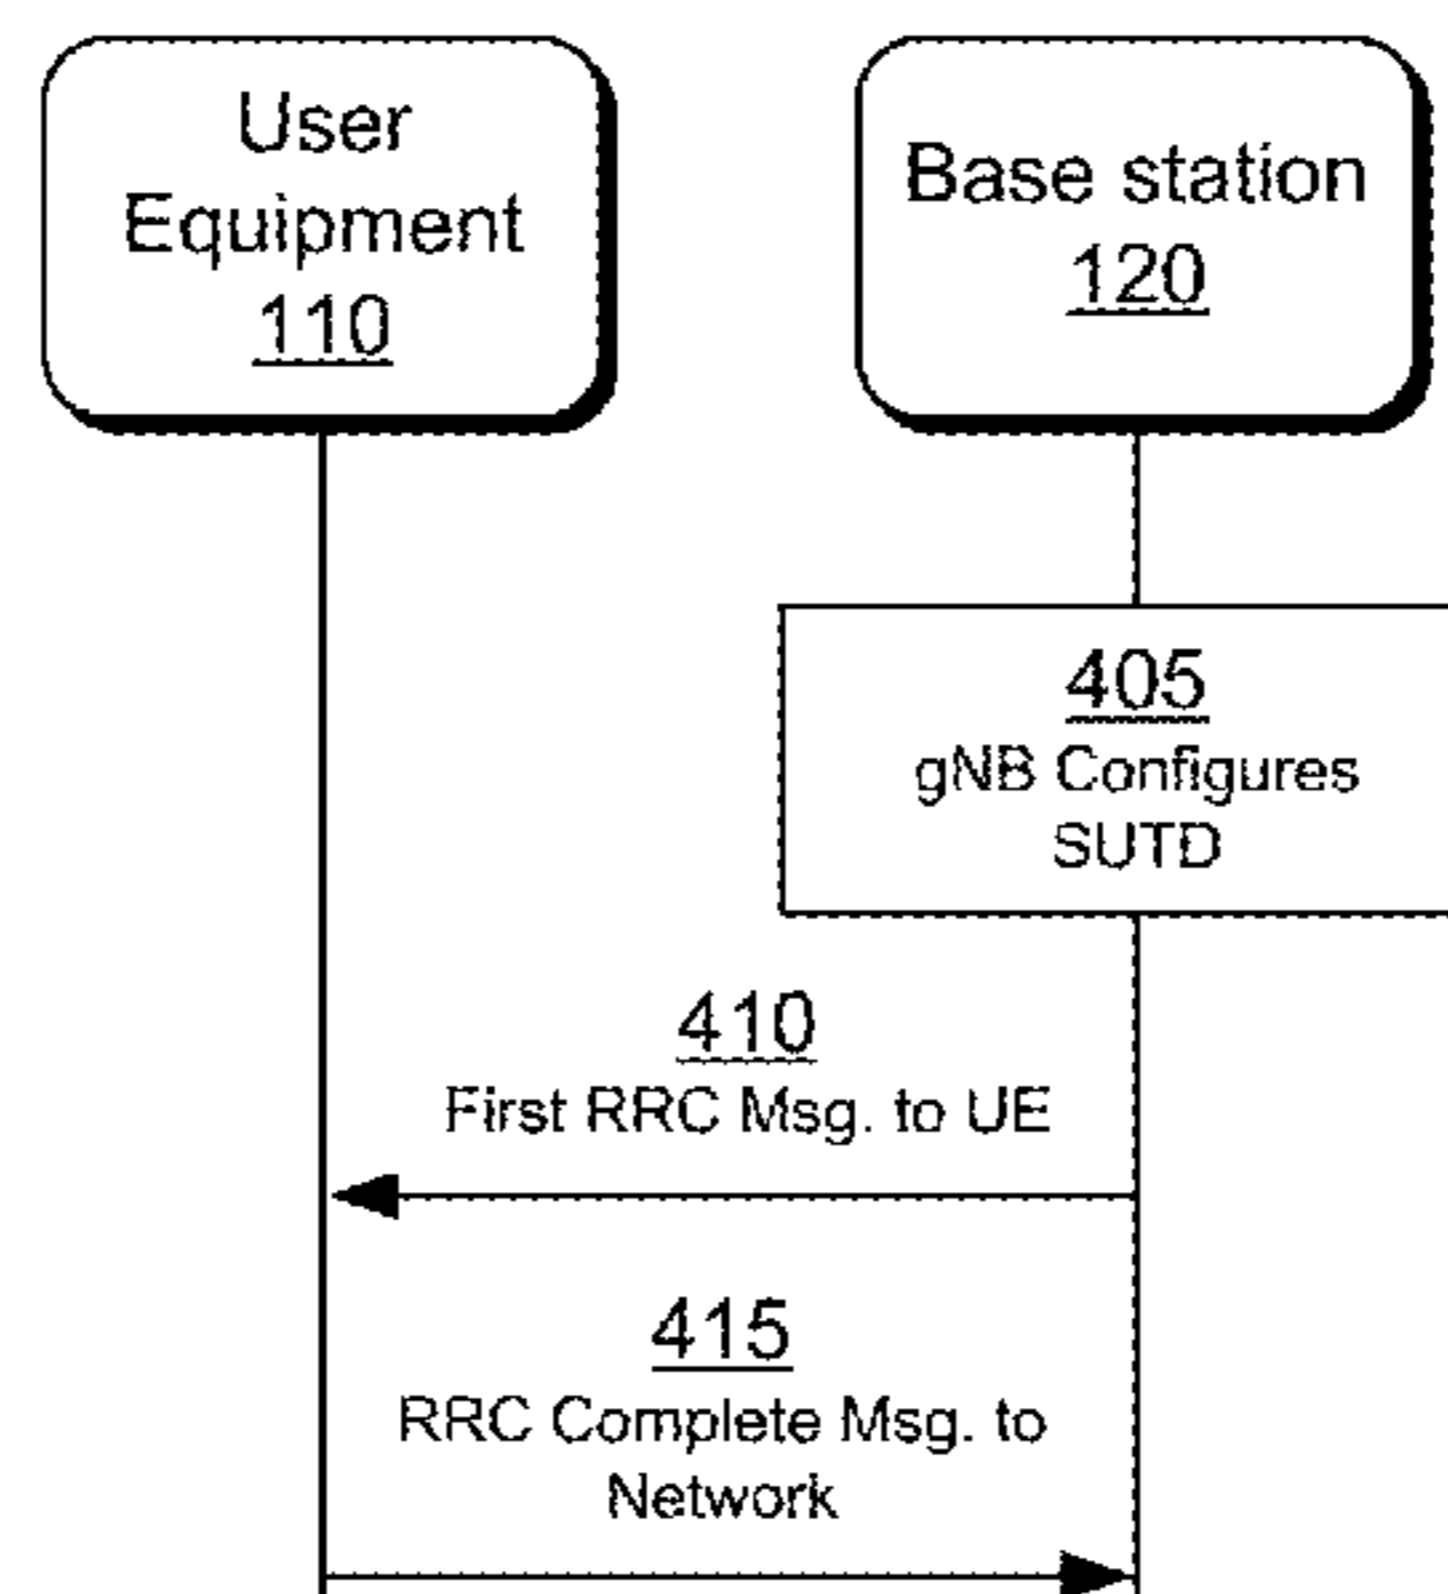 User
Equipment
110
Base station
120
405
gNB Configures
SUTD
410
First RRC Msg. to UE
415
RRC Complete Msg. to
Network